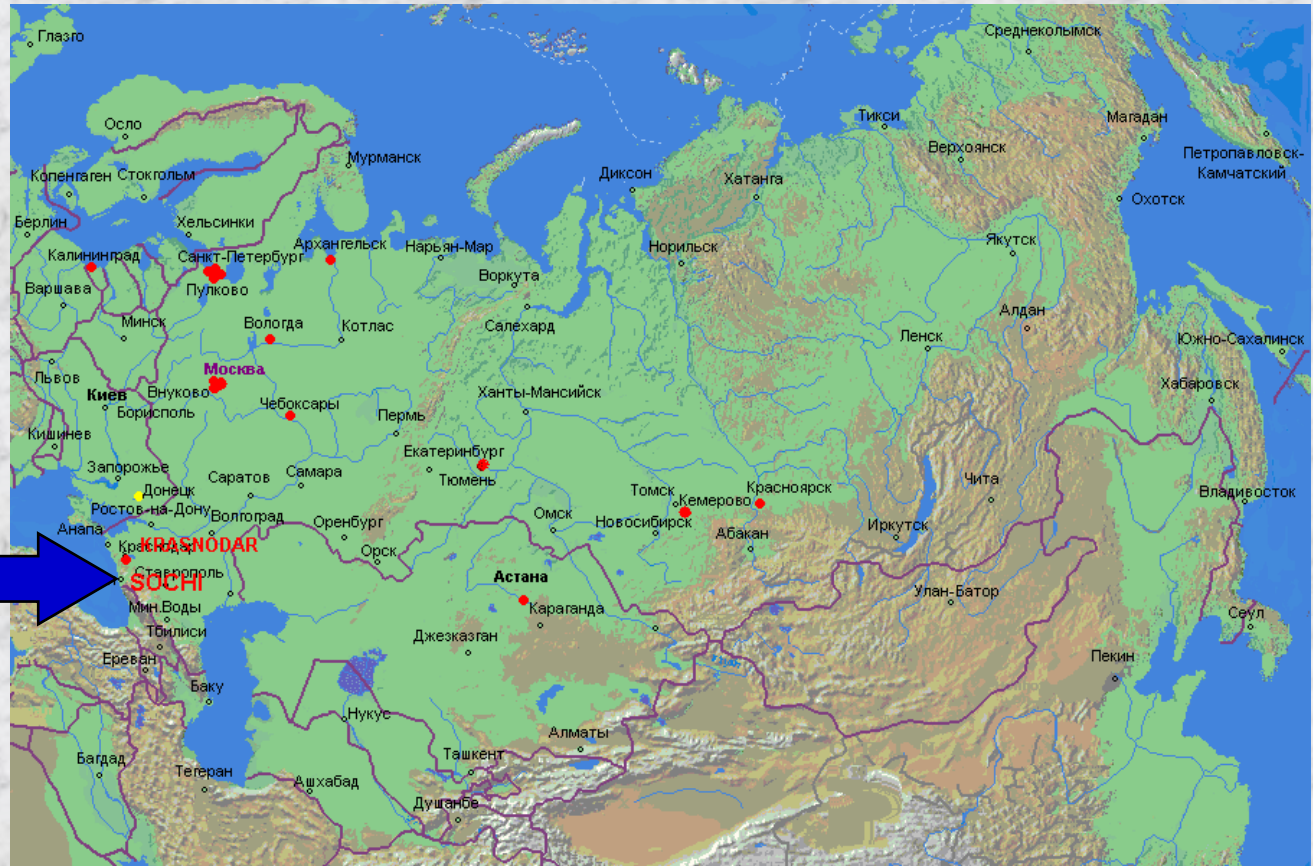 Глазго
Среднеколымск
Осло
Тикси
Магадан
Мурманск
Верхоянск
Петропавловск-
Камчатский
Копенгаген
Стокгольм
Диксон
Хатанга
Охотск
Берлин
Хельсинки
Калининград
Санкт-Петербург
Архангельск
Нарьян-Мар
Норильск
Якутск
Варшава
Пулково
Воркута
Минск
Вологда
Котлас
Салехард
Алдан
Ленск
Южно-Сахалинск
Львов
Москва
Киев
Внуково
Борисполь
Чебоксары
Пермь
Ханты-Мансийск
Хабаровск
Кишинев
Екатеринбург
Запорожье
Саратов
Самара
Тюмень
Томск
Кемерово
Красноярск
Чита
Донецк
Владивосток
Ростов-на-Дону
Волгоград
Оренбург
Омск
Новосибирск
Анапа
Абакан
Иркутск
Краснодар
KRASNODAR
Орск
Ставрополь
SOCHI
Астана
Мин.Воды
Караганда
Улан-Батор
Сеул
Тбилиси
Джезказган
Ереван
Пекин
Баку
Нукус
Алматы
Багдад
Тегеран
Ашхабад
Ташкент
Душанбе